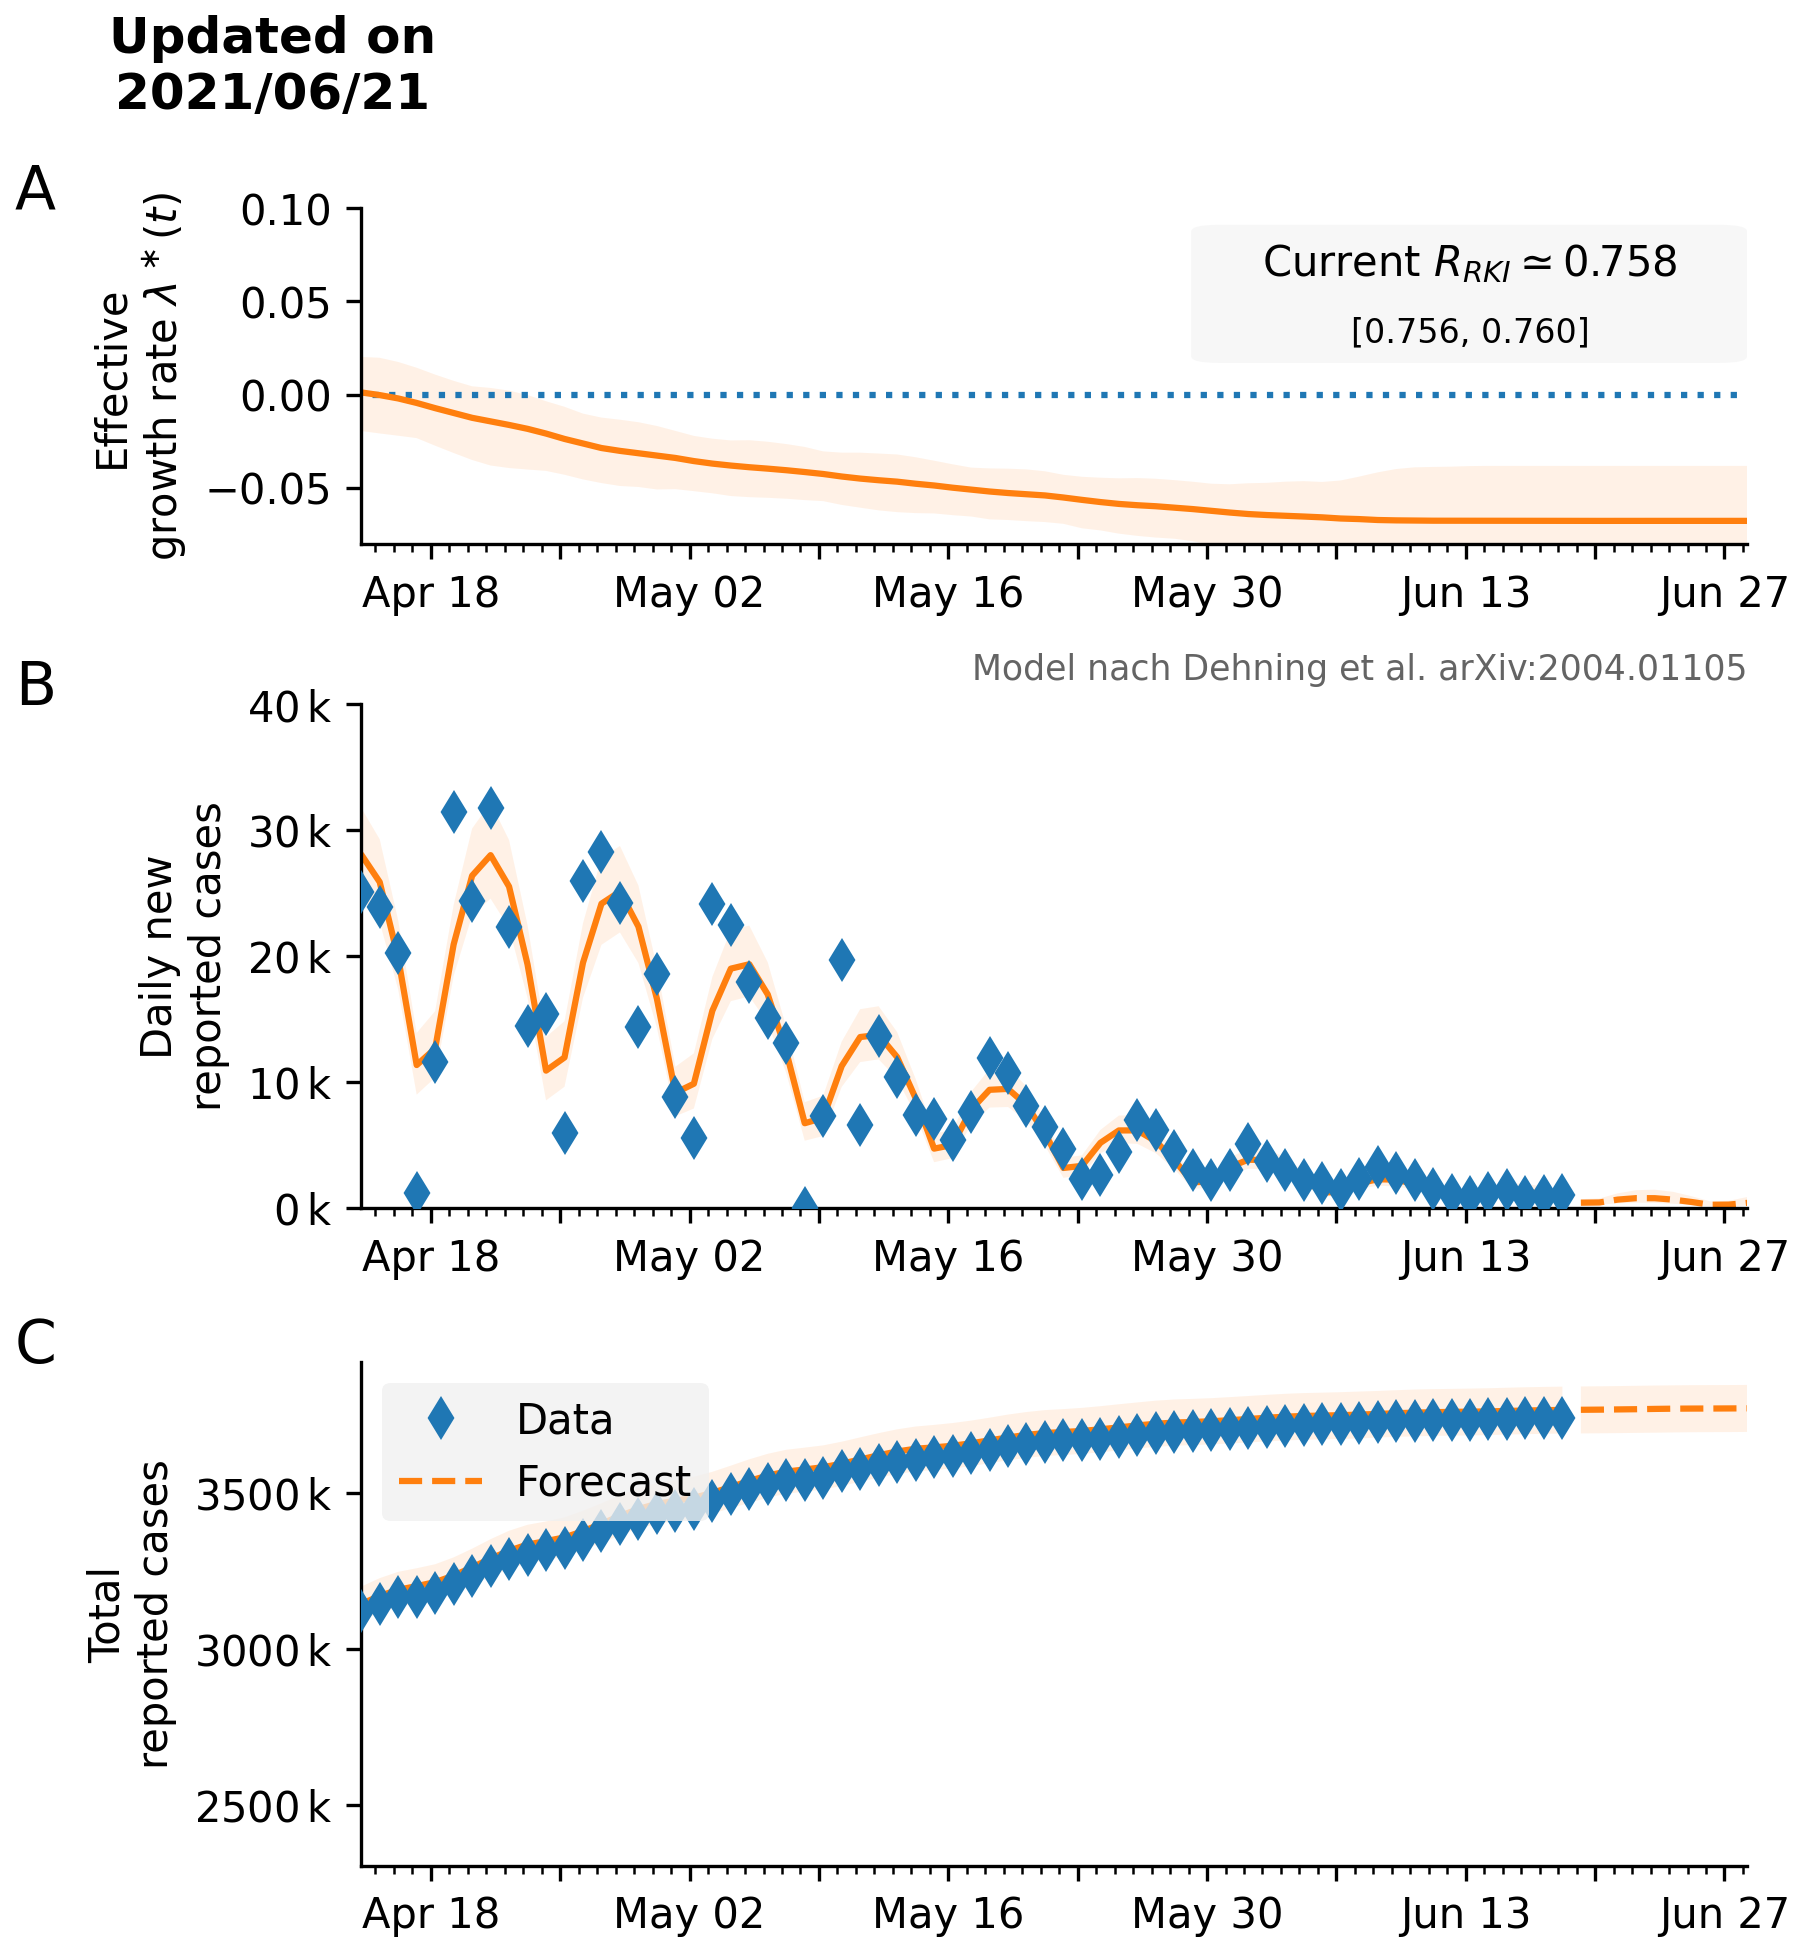 Updated on
2021/06/21
A
Effective
growth rate λ * (t)
0.10
0.05
0.00
−0.05
Current R_RKI ≃ 0.758
[0.756, 0.760]
Apr 18
May 02
May 16
May 30
Jun 13
Jun 27
Model nach Dehning et al. arXiv:2004.01105
B
Daily new
reported cases
40 k
30 k
20 k
10 k
0 k
Apr 18
May 02
May 16
May 30
Jun 13
Jun 27
C
Total
reported cases
Data
Forecast
3500 k
3000 k
2500 k
Apr 18
May 02
May 16
May 30
Jun 13
Jun 27